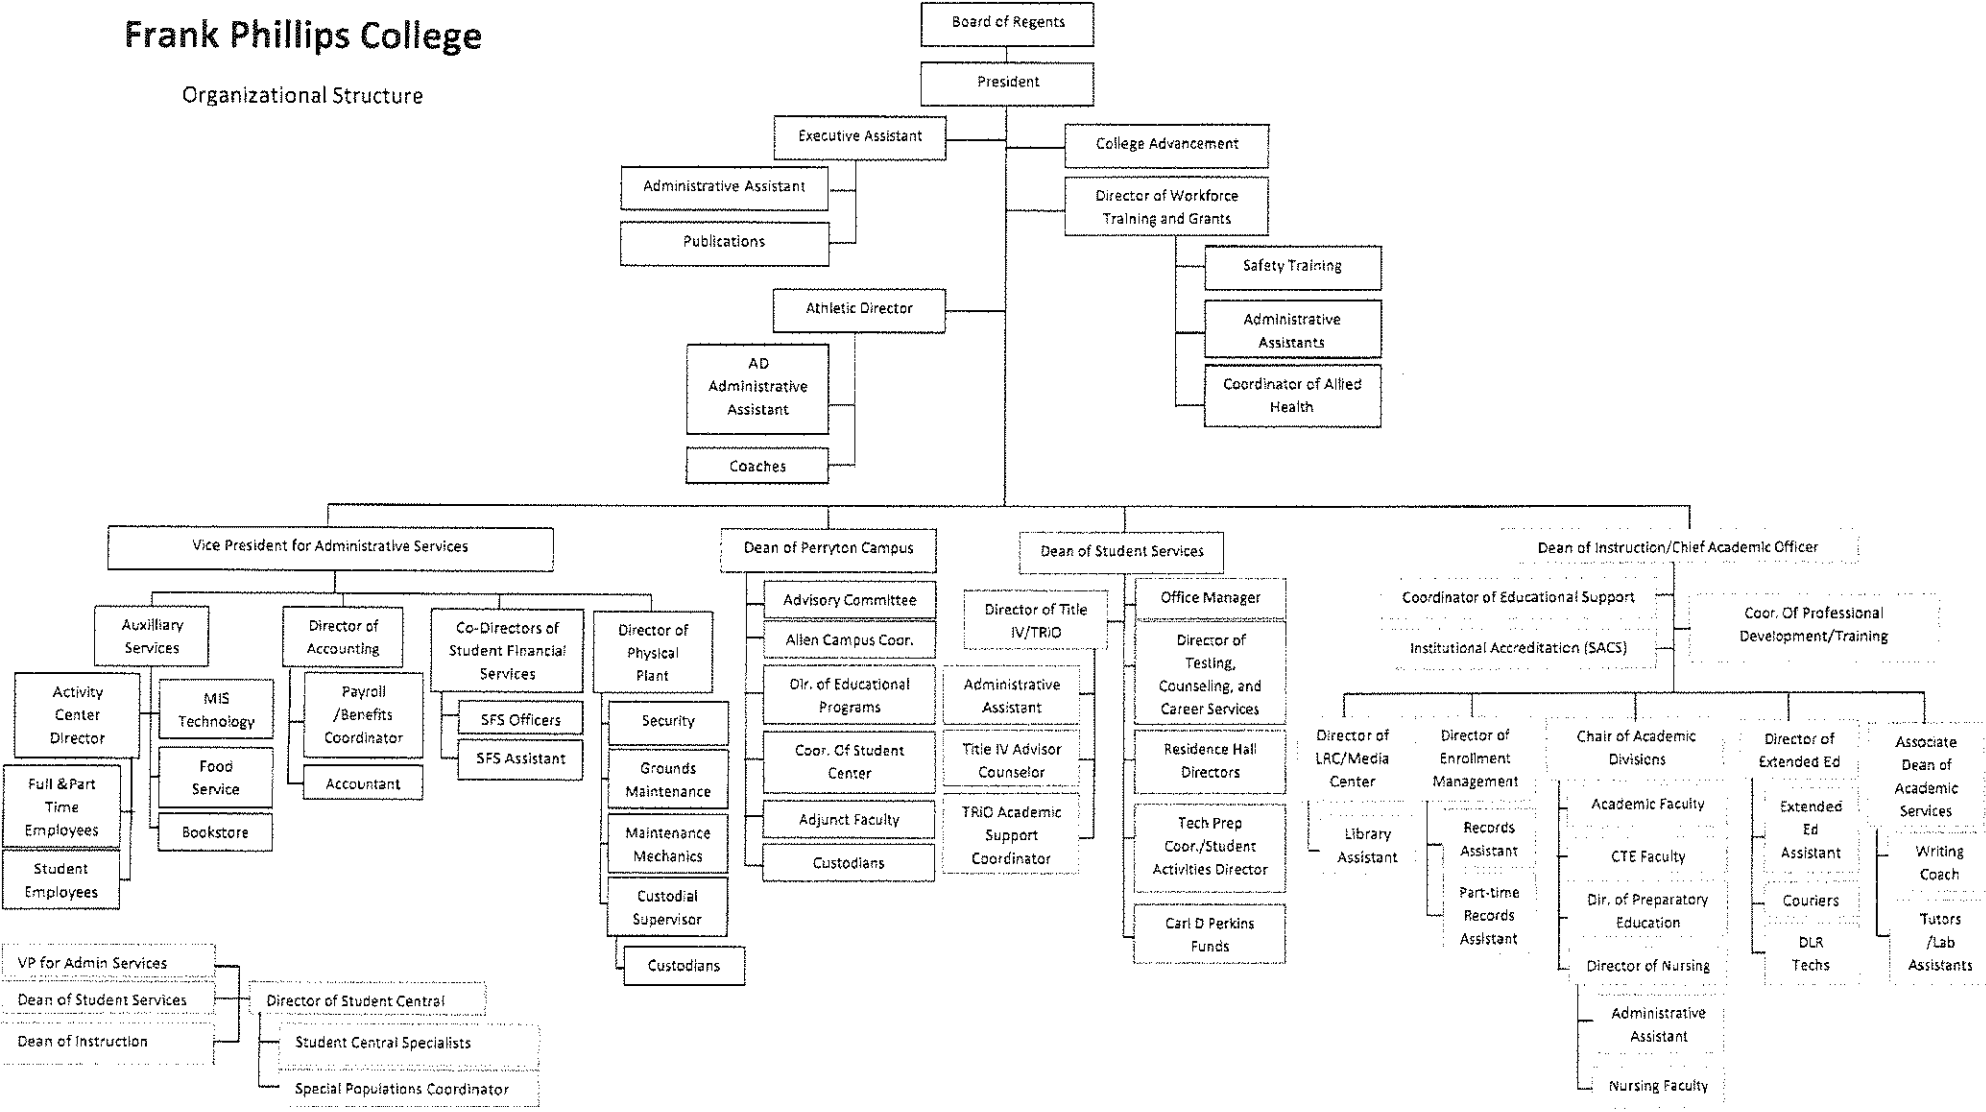 Frank Phillips College
Organizational Structure
Board of Regents
President
Executive Assistant
Administrative Assistant
Publications
College Advancement
Director of Workforce
Training and Grants
Safety Training
Administrative
Assistants
Coordinator of Allied
Health
Athletic Director
AD
Administrative
Assistant
Coaches
Vice President for Administrative Services
Auxilliary
Services
Activity
Center
Director
Full &Part
Time
Employees
Student
Employees
MIS
Technology
Food
Service
Bookstore
Director of
Accounting
Payroll
/Benefits
Coordinator
Accountant
Co-Directors of
Student Financial
Services
SFS Officers
SFS Assistant
Director of
Physical
Plant
Security
Grounds
Maintenance
Maintenance
Mechanics
Custodial
Supervisor
Custodians
Dean of Perryton Campus
Advisory Committee
Allen Campus Coor.
Dir. of Educational
Programs
Coor. Of Student
Center
Adjunct Faculty
Custodians
Dean of Student Services
Director of Title
IV/TRiO
Administrative
Assistant
Title IV Advisor
Counselor
TRiO Academic
Support
Coordinator
Office Manager
Director of
Testing,
Counseling, and
Career Services
Residence Hall
Directors
Tech Prep
Coor./Student
Activities Director
Carl D Perkins
Funds
Dean of Instruction/Chief Academic Officer
Coordinator of Educational Support
Institutional Accreditation (SACS)
Coor. Of Professional
Development/Training
Director of
LRC/Media
Center
Library
Assistant
Director of
Enrollment
Management
Records
Assistant
Part-time
Records
Assistant
Chair of Academic
Divisions
Academic Faculty
CTE Faculty
Dir. of Preparatory
Education
Director of Nursing
Administrative
Assistant
Nursing Faculty
Director of
Extended Ed
Extended
Ed
Assistant
Couriers
DLR
Techs
Associate
Dean of
Academic
Services
Writing
Coach
Tutors
/Lab
Assistants
VP for Admin Services
Dean of Student Services
Dean of Instruction
Director of Student Central
Student Central Specialists
Special Populations Coordinator